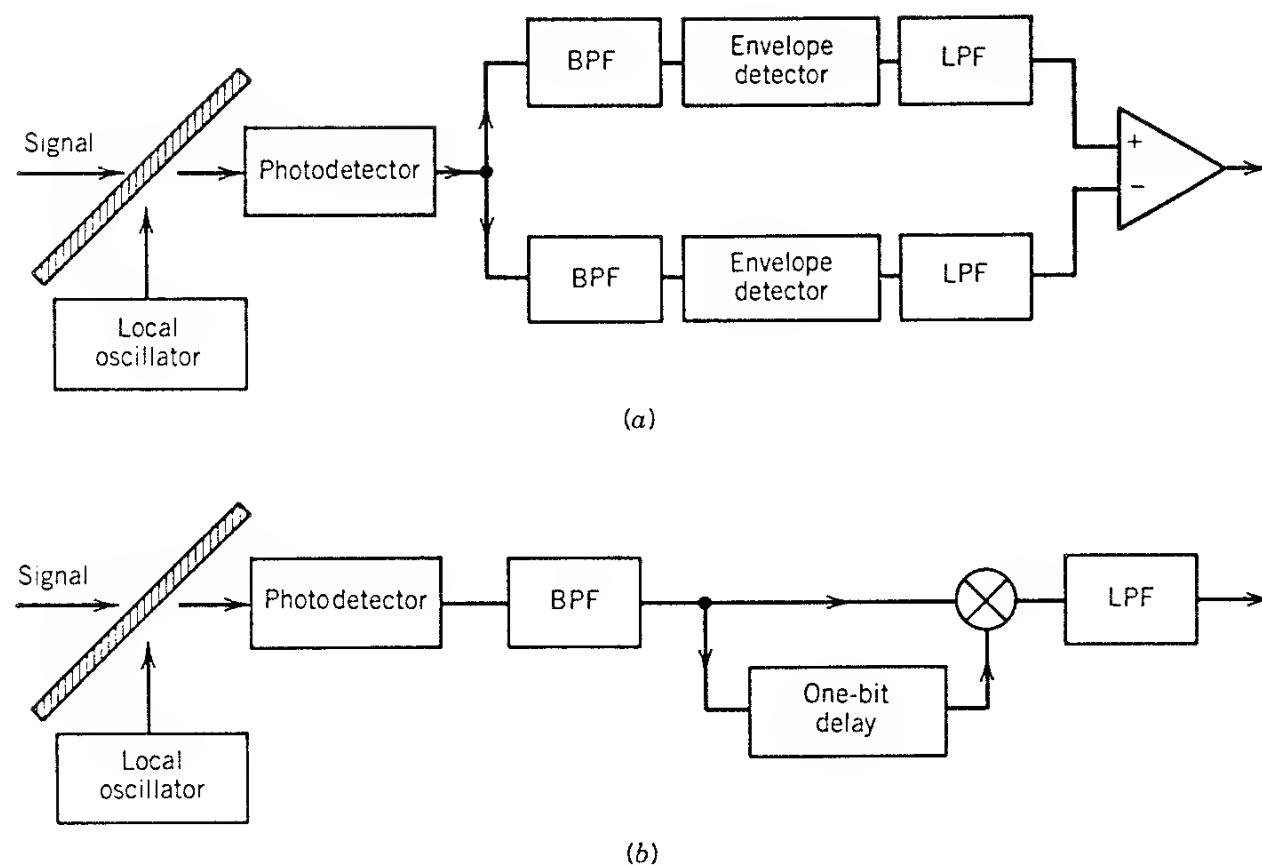 BPF
Envelope
detector
LPF
Signal
Photodetector
+
−
BPF
Envelope
detector
LPF
Local
oscillator
(a)
Signal
Photodetector
BPF
LPF
One-bit
delay
Local
oscillator
(b)